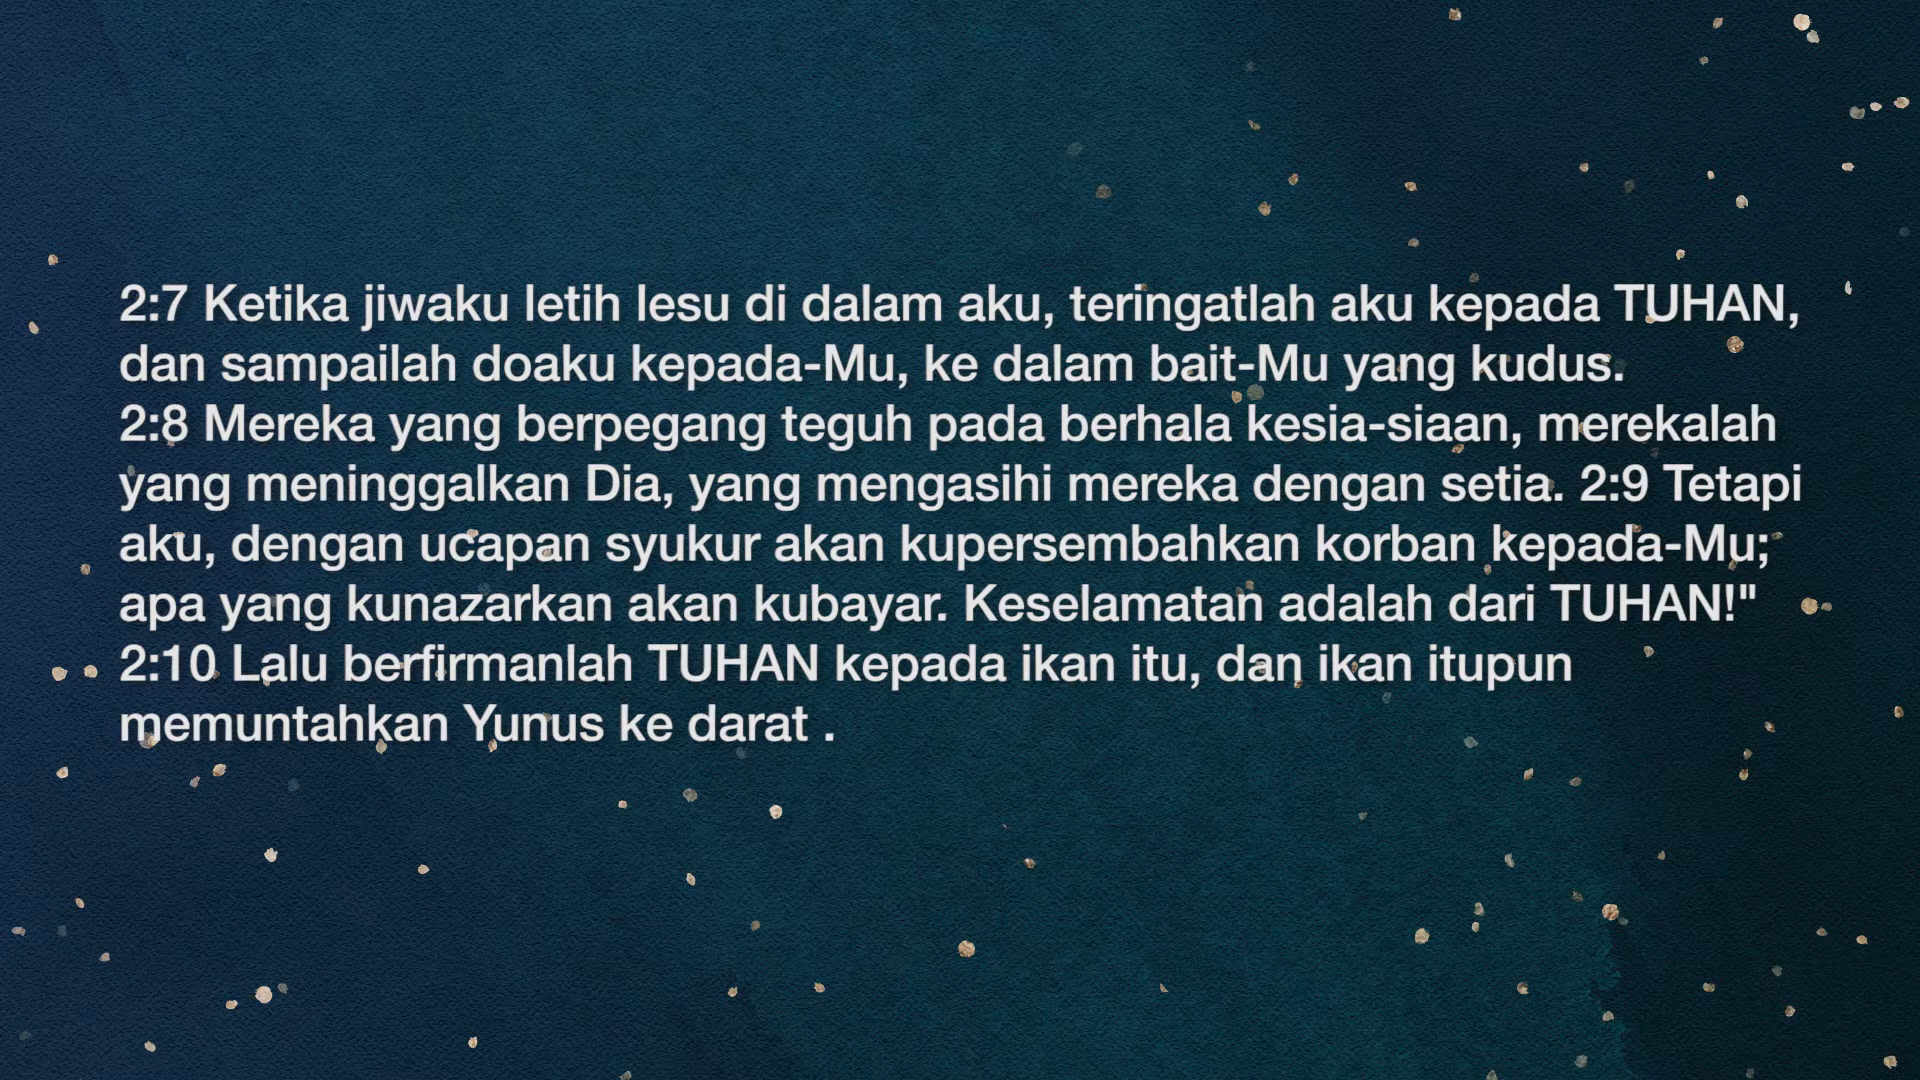 2:7 Ketika jiwaku letih lesu di dalam aku, teringatlah aku kepada TUHAN,
dan sampailah doaku kepada-Mu, ke dalam bait-Mu yang kudus.
2:8 Mereka yang berpegang teguh pada berhala kesia-siaan, merekalah
yang meninggalkan Dia, yang mengasihi mereka dengan setia. 2:9 Tetapi
aku, dengan ucapan syukur akan kupersembahkan korban kepada-Mu;
apa yang kunazarkan akan kubayar. Keselamatan adalah dari TUHAN!"
2:10 Lalu berfirmanlah TUHAN kepada ikan itu, dan ikan itupun
memuntahkan Yunus ke darat .